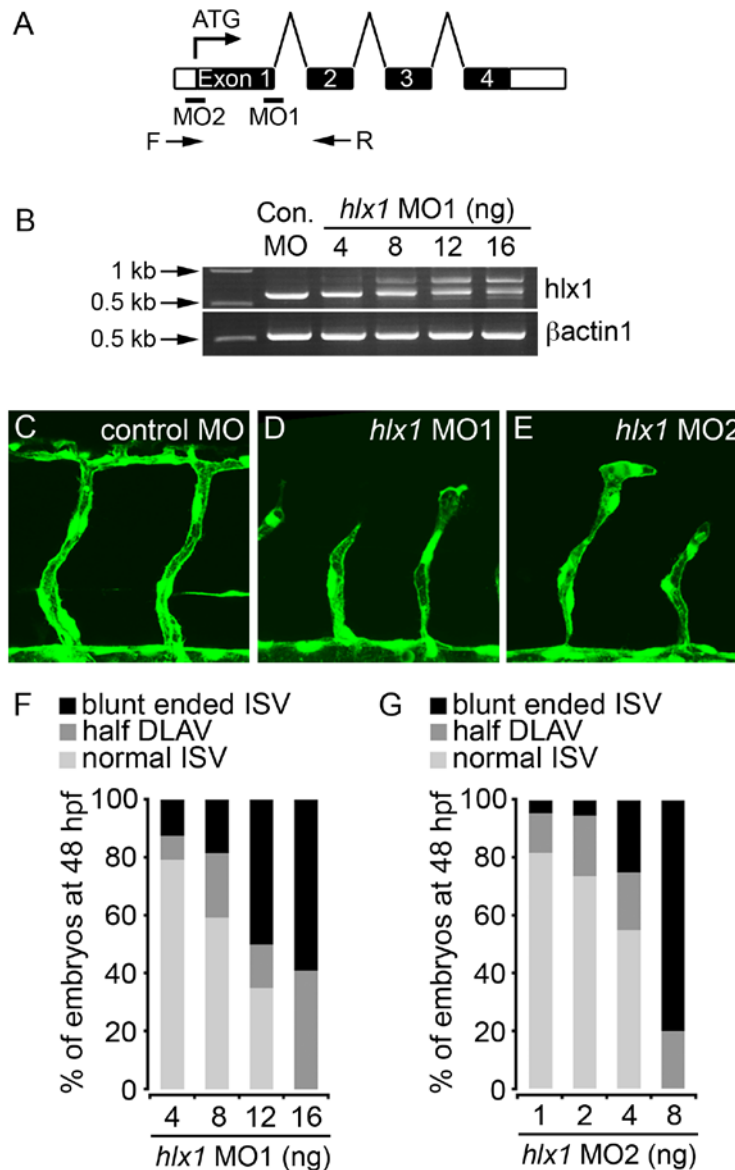 A
ATG
Exon 1 2 3 4
MO2 MO1
F R
B
Con. hlx1 MO1 (ng)
MO 4 8 12 16
1 kb
0.5 kb
hlx1
0.5 kb
βactin1
C control MO
D hlx1 MO1
E hlx1 MO2
F
blunt ended ISV
half DLAV
normal ISV
% of embryos at 48 hpf
100
80
60
40
20
0
4 8 12 16
hlx1 MO1 (ng)
G
blunt ended ISV
half DLAV
normal ISV
% of embryos at 48 hpf
100
80
60
40
20
0
1 2 4 8
hlx1 MO2 (ng)